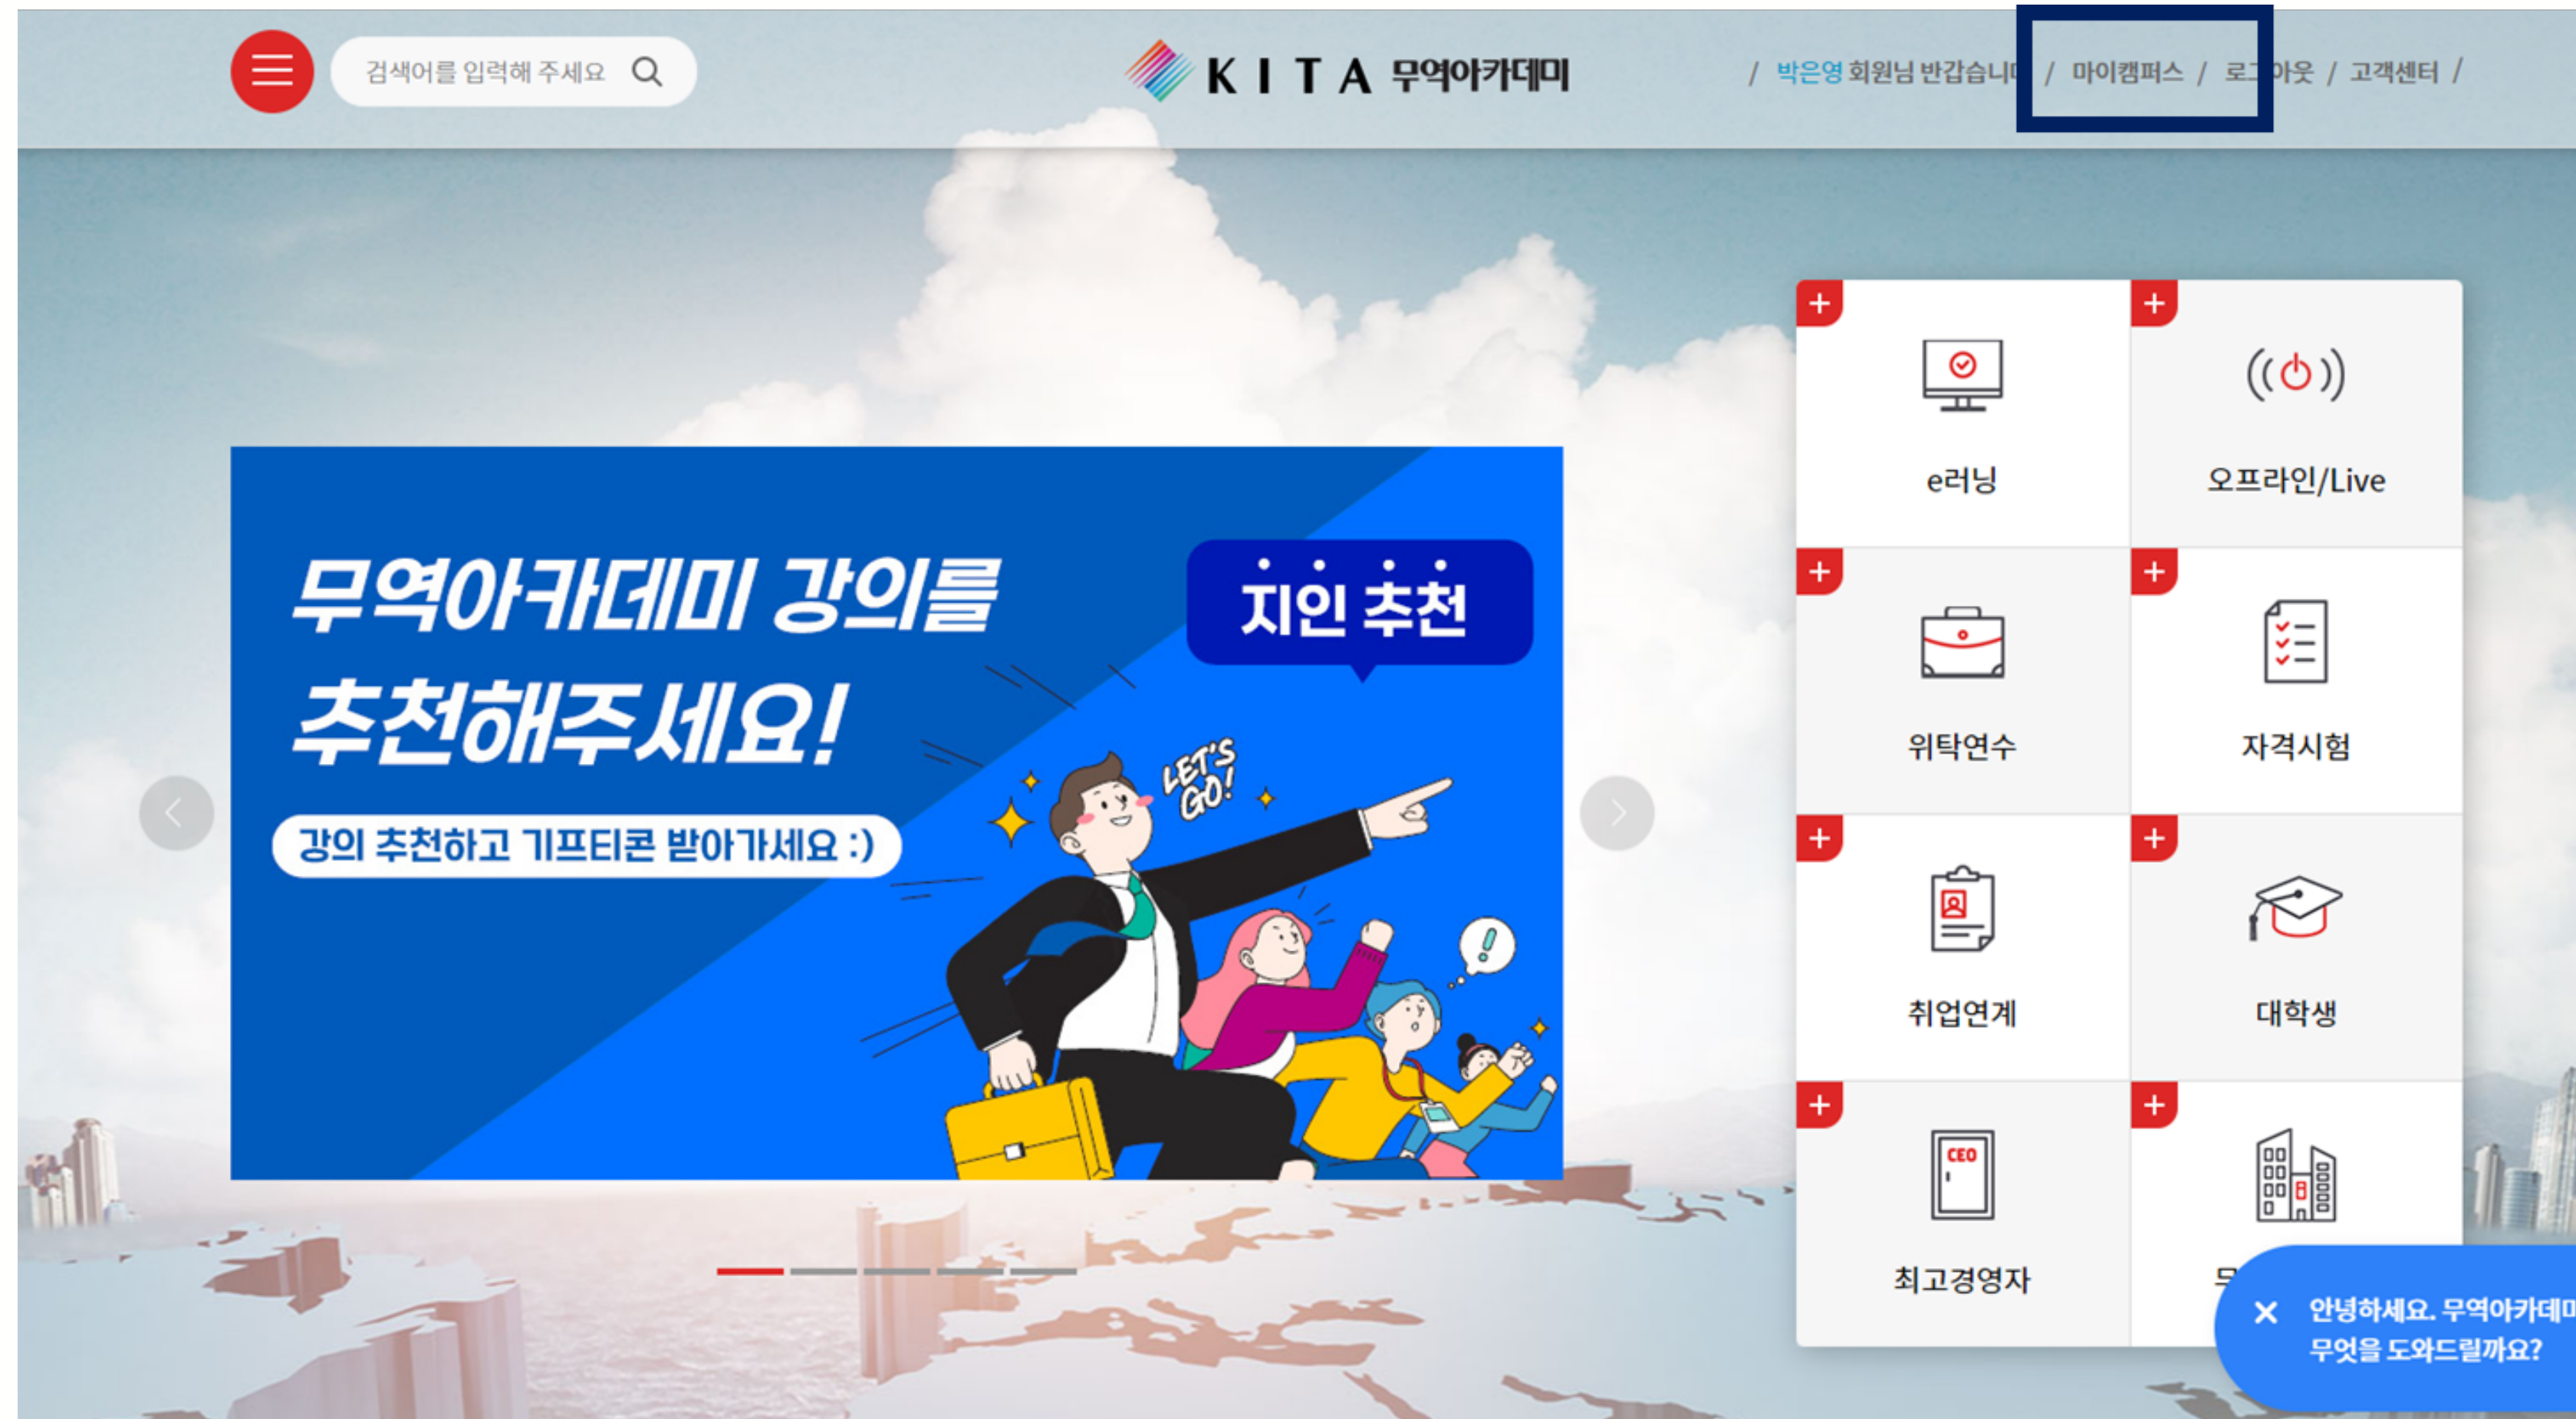 검색어를 입력해 주세요
KITA 무역아카데미
/ 박은영 회원님 반갑습니 / 마이캠퍼스 / 로그아웃 / 고객센터 /
무역아카데미 강의를
추천해주세요!
지인 추천
강의 추천하고 기프티콘 받아가세요 :)
LET'S
GO!
e러닝
오프라인/Live
위탁연수
자격시험
취업연계
대학생
CEO
최고경영자
안녕하세요. 무역아카데미
무엇을 도와드릴까요?